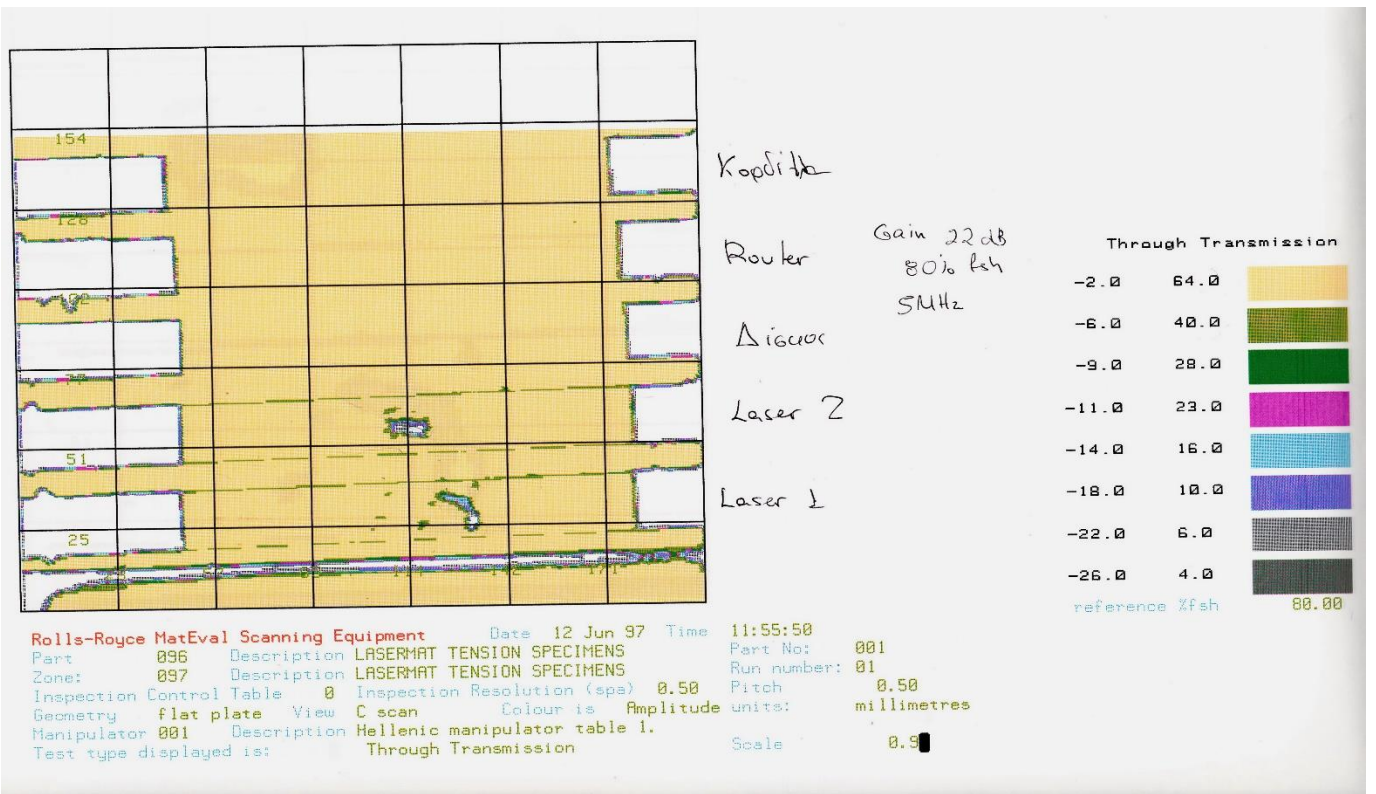 154
128
102
77
51
25
114 142 171
Router
Δίσκος
Laser 2
Laser 1
Gain 22 dB
80% fsh
5MHz
Through Transmission
-2.0 64.0
-6.0 40.0
-9.0 28.0
-11.0 23.0
-14.0 16.0
-18.0 10.0
-22.0 6.0
-26.0 4.0
reference %fsh 80.00
Rolls-Royce MatEval Scanning Equipment Date 12 Jun 97 Time 11:55:50
Part 096 Description LASERMAT TENSION SPECIMENS Part No: 001
Zone: 097 Description LASERMAT TENSION SPECIMENS Run number: 01
Inspection Control Table 0 Inspection Resolution (spa) 0.50 Pitch 0.50
Geometry flat plate View C scan Colour is Amplitude units: millimetres
Manipulator 001 Description Hellenic manipulator table 1.
Test type displayed is: Through Transmission Scale 0.9